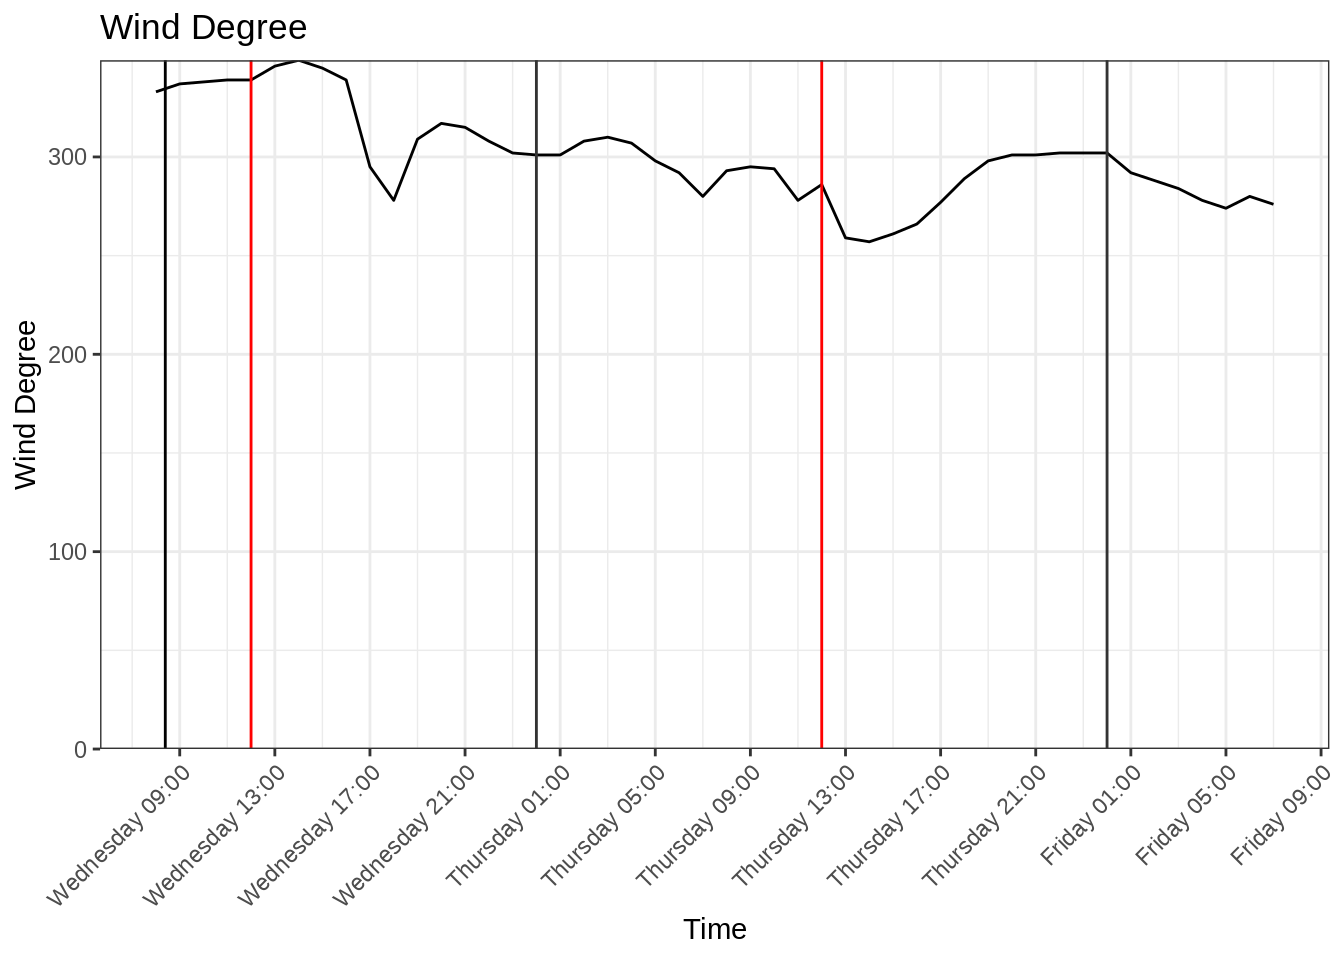 Wind Degree
Wind Degree
300
200
100
0
Wednesday 09:00
Wednesday 13:00
Wednesday 17:00
Wednesday 21:00
Thursday 01:00
Thursday 05:00
Thursday 09:00
Thursday 13:00
Thursday 17:00
Thursday 21:00
Friday 01:00
Friday 05:00
Friday 09:00
Time